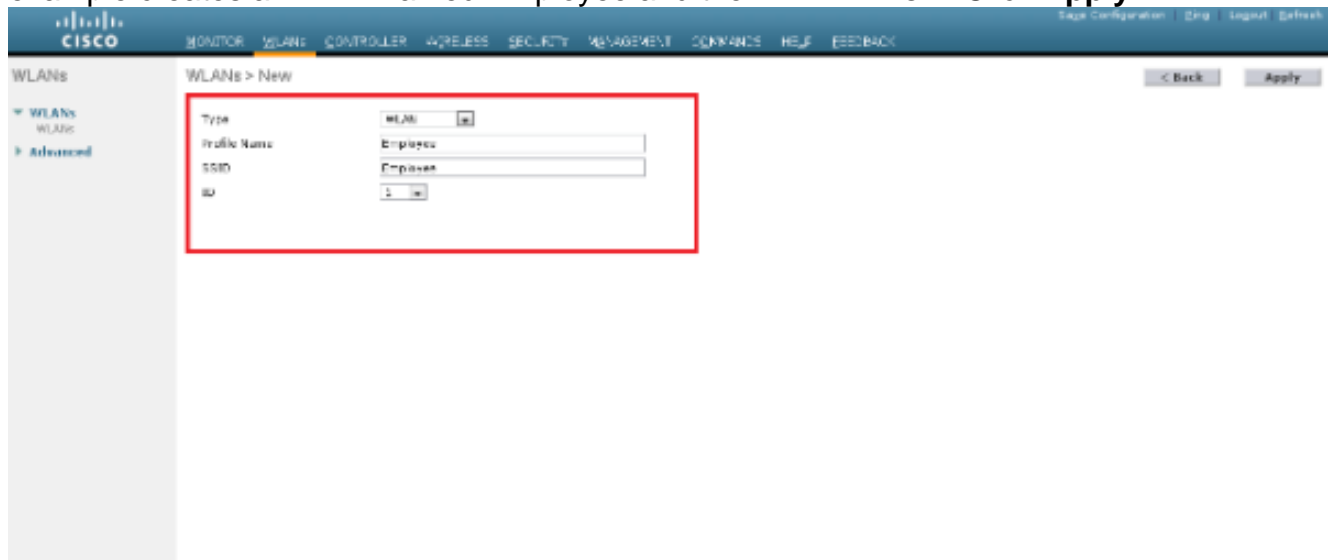 Save Configuration | Ping | Logout | Refresh
CISCO
MONITOR WLANs CONTROLLER WIRELESS SECURITY MANAGEMENT COMMANDS HELP FEEDBACK
WLANs
WLANs > New
< Back
Apply
WLANs
WLANs
Advanced
Type WLAN
Profile Name Employee
SSID Employee
ID